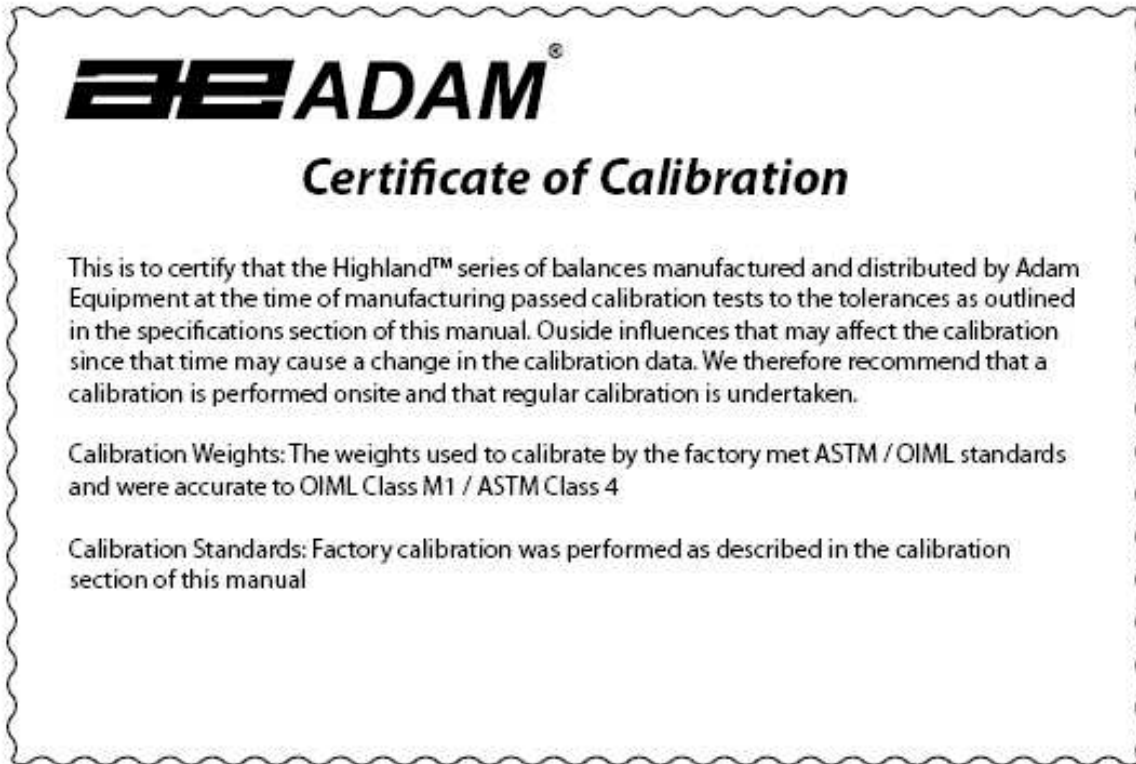 ae ADAM®
Certificate of Calibration
This is to certify that the Highland™ series of balances manufactured and distributed by Adam
Equipment at the time of manufacturing passed calibration tests to the tolerances as outlined
in the specifications section of this manual. Ouside influences that may affect the calibration
since that time may cause a change in the calibration data. We therefore recommend that a
calibration is performed onsite and that regular calibration is undertaken.
Calibration Weights: The weights used to calibrate by the factory met ASTM / OIML standards
and were accurate to OIML Class M1 / ASTM Class 4
Calibration Standards: Factory calibration was performed as described in the calibration
section of this manual